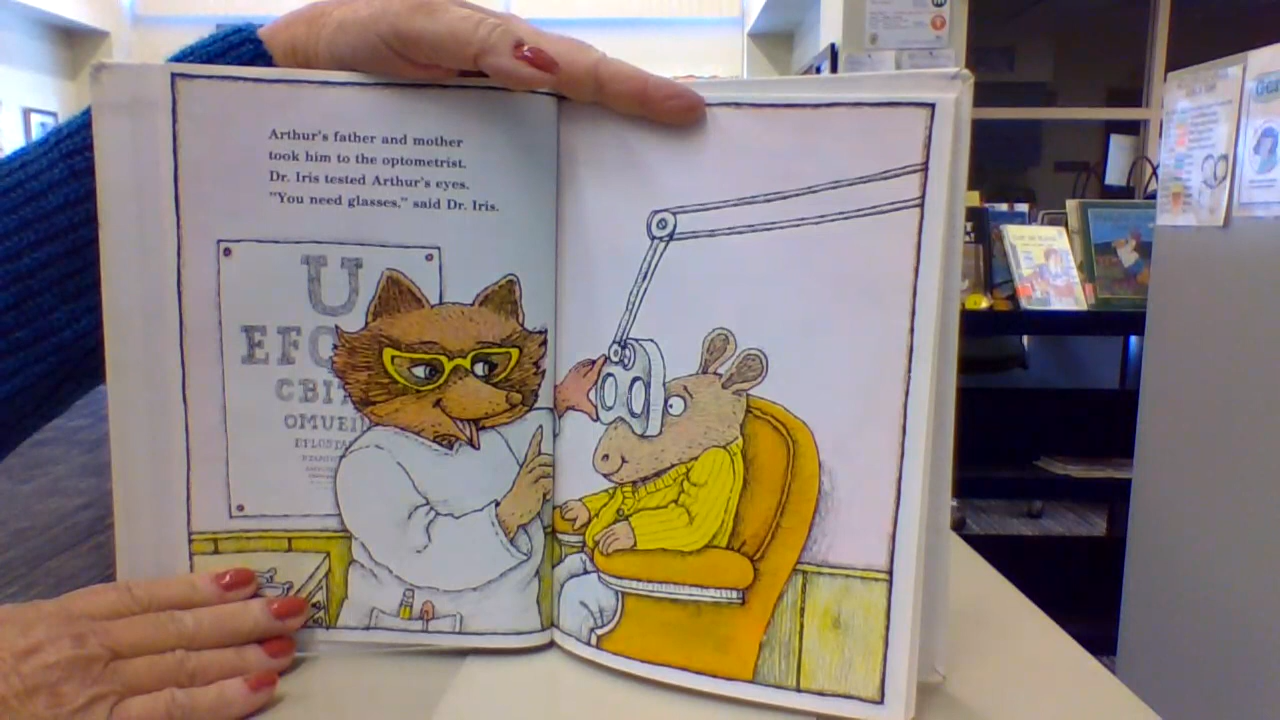 Arthur's father and mother
took him to the optometrist.
Dr. Iris tested Arthur's eyes.
"You need glasses," said Dr. Iris.
U
EFO
CBI
OMUEI